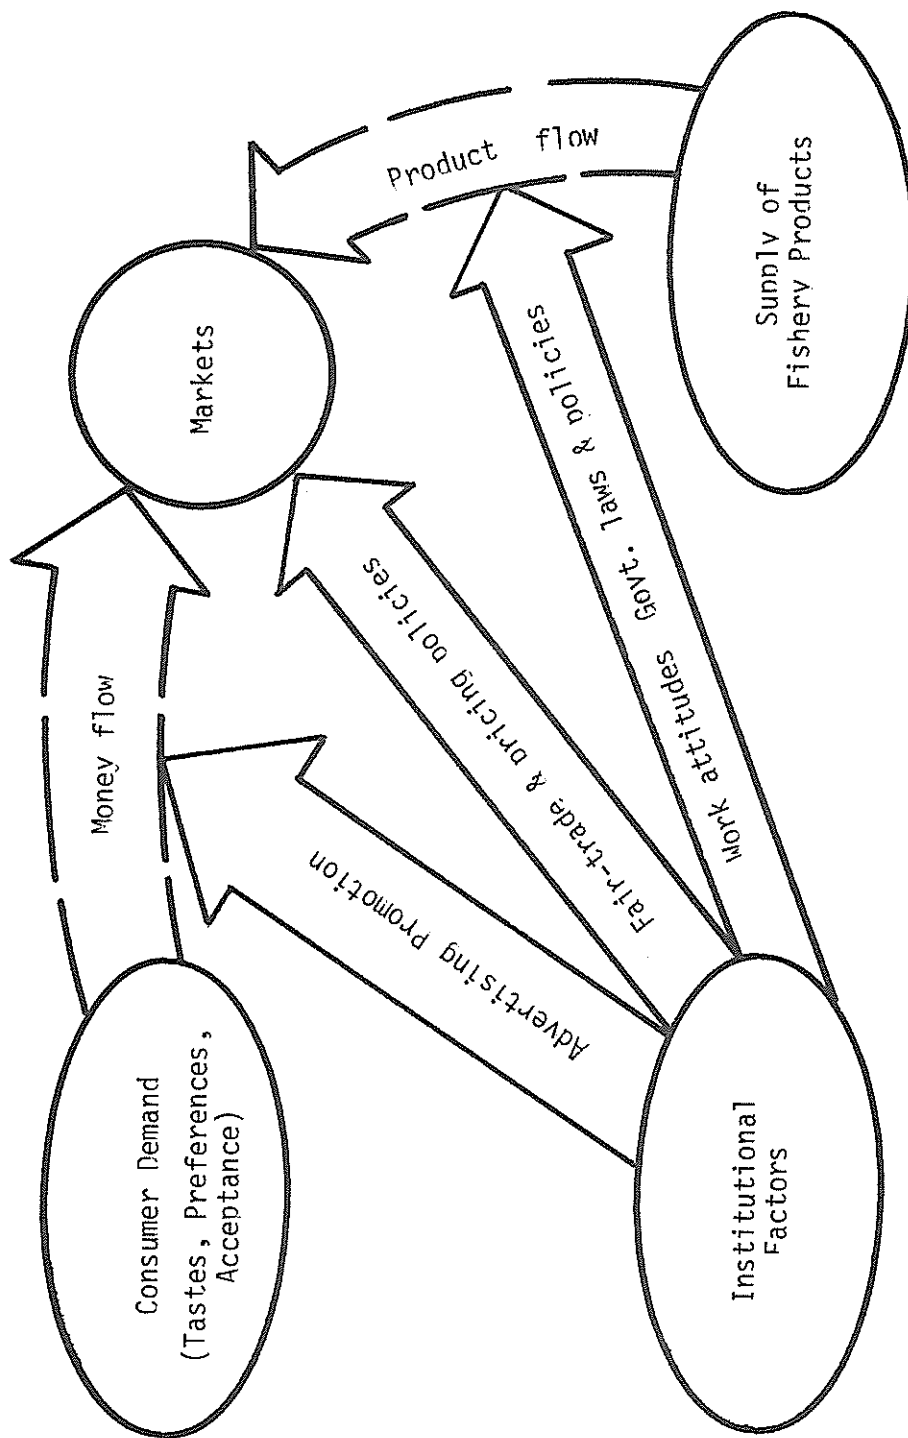 Consumer Demand
(Tastes, Preferences,
Acceptance)
Money flow
Markets
Product flow
Advertising Promotion
Fair-trade & pricing policies
Work attitudes Govt. laws & policies
Institutional
Factors
Supply of
Fishery Products